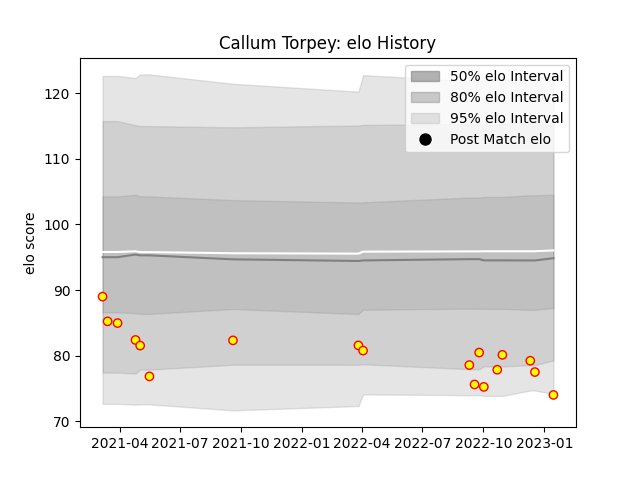 Callum Torpey: elo History
50% elo Interval
80% elo Interval
95% elo Interval
Post Match elo
elo score
120
110
100
90
80
70
2021-04 2021-07 2021-10 2022-01 2022-04 2022-07 2022-10 2023-01